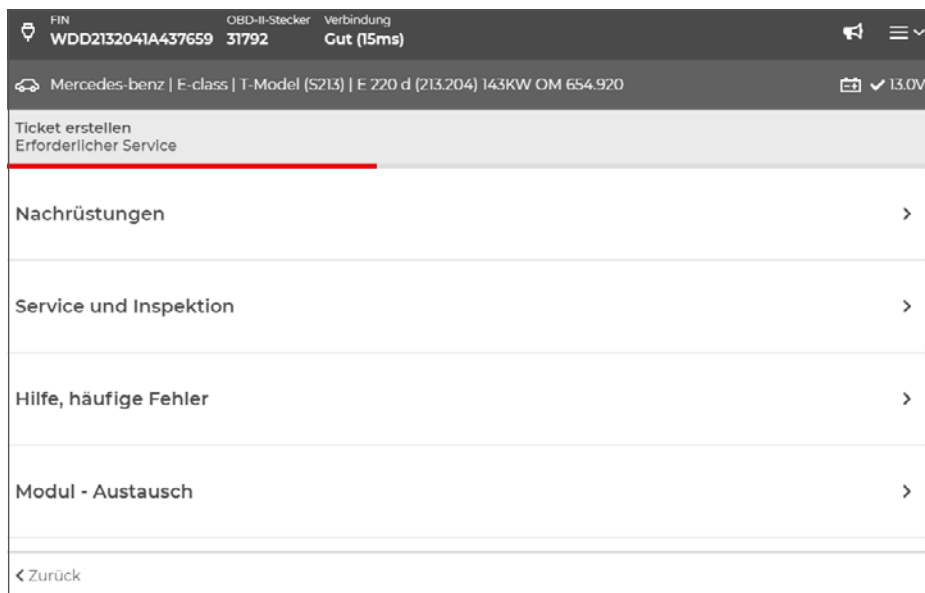 FIN OBD-II-Stecker Verbindung
WDD2132041A437659 31792 Gut (15ms)
Mercedes-benz | E-class | T-Model (S213) | E 220 d (213.204) 143KW OM 654.920 13.0V
Ticket erstellen
Erforderlicher Service
Nachrüstungen
Service und Inspektion
Hilfe, häufige Fehler
Modul - Austausch
Zurück